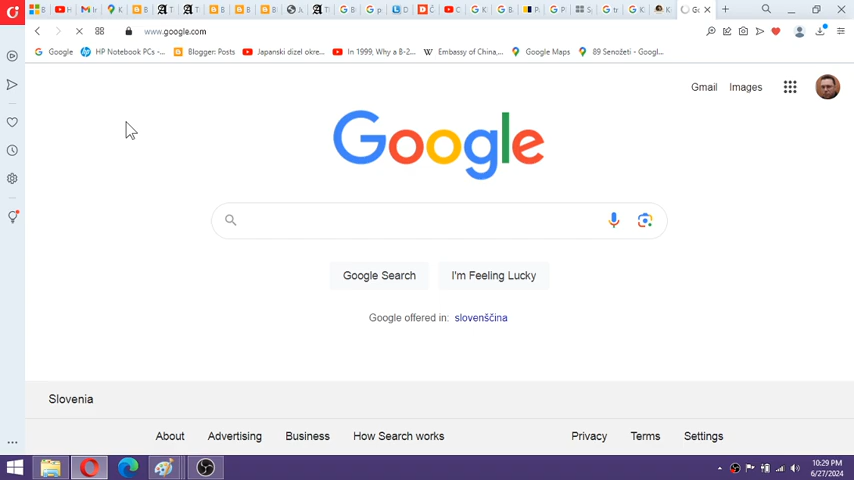 www.google.com
Google
HP Notebook PCs -...
Blogger: Posts
Japanski dizel okre...
In 1999, Why a B-2...
Embassy of China,...
Google Maps
89 Senožeti - Googl...
Gmail
Images
Google
Google Search
I'm Feeling Lucky
Google offered in: slovenščina
Slovenia
About
Advertising
Business
How Search works
Privacy
Terms
Settings
10:29 PM
6/27/2024